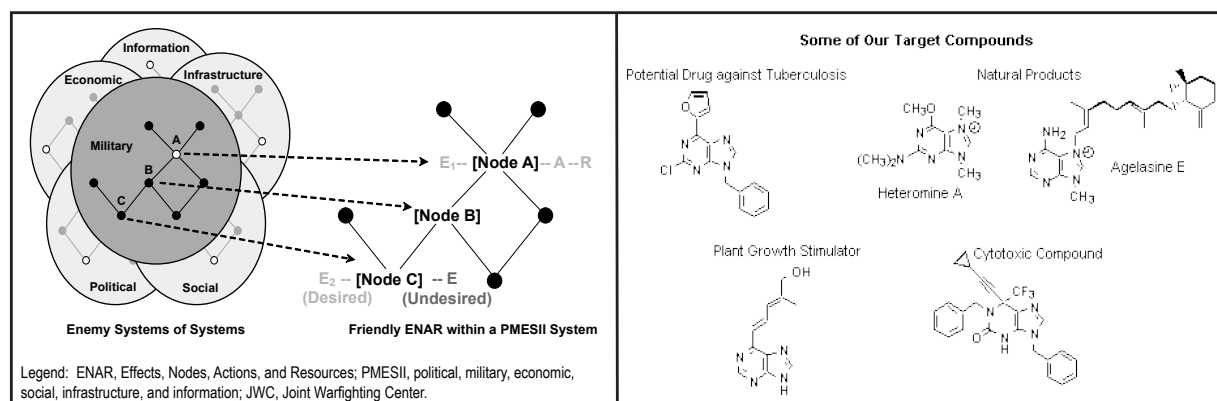 Information
Economic
Infrastructure
Military
A
B
C
Political
Social
Enemy Systems of Systems
E₁-- [Node A]--A--R
[Node B]
E₂ -- [Node C] -- E
(Desired) (Undesired)
Friendly ENAR within a PMESII System
Legend: ENAR, Effects, Nodes, Actions, and Resources; PMESII, political, military, economic,
social, infrastructure, and information; JWC, Joint Warfighting Center.
Some of Our Target Compounds
Potential Drug against Tuberculosis
O
N
N
N
N
Cl
Natural Products
CH₃O
CH₃
N
N
N
N
(CH₃)₂N
CH₃
Heteromine A
CH₃
NH₂
N
N
N
N
CH₃
Agelasine E
Plant Growth Stimulator
OH
N
N
N
N
H
Cytotoxic Compound
CF₃
N
N
O
N
H
N